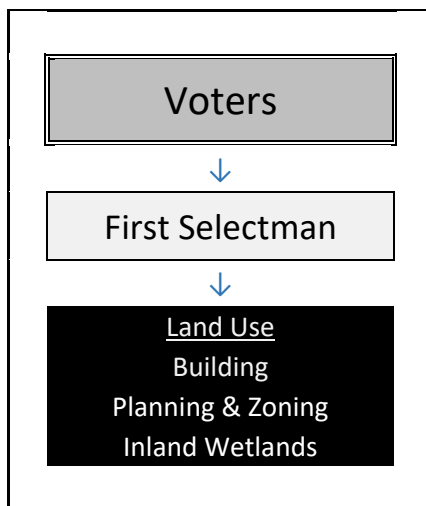 Voters
First Selectman
Land Use
Building
Planning & Zoning
Inland Wetlands